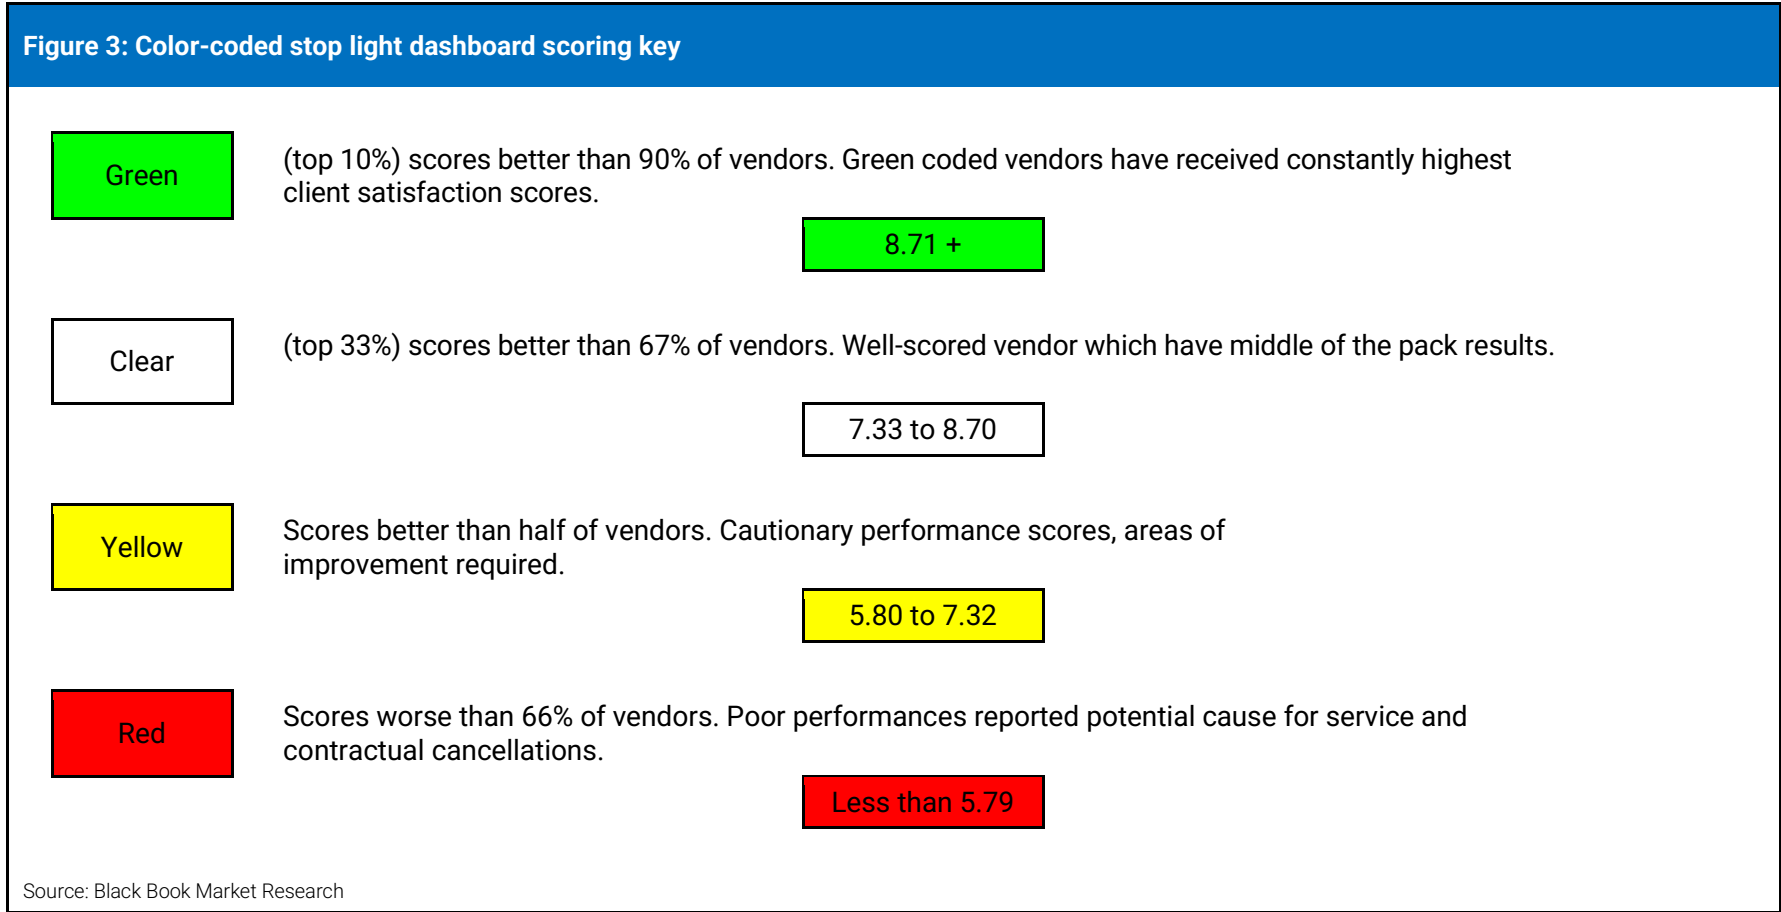 Figure 3: Color-coded stop light dashboard scoring key
Green
(top 10%) scores better than 90% of vendors. Green coded vendors have received constantly highest
client satisfaction scores.
8.71 +
Clear
(top 33%) scores better than 67% of vendors. Well-scored vendor which have middle of the pack results.
7.33 to 8.70
Yellow
Scores better than half of vendors. Cautionary performance scores, areas of
improvement required.
5.80 to 7.32
Red
Scores worse than 66% of vendors. Poor performances reported potential cause for service and
contractual cancellations.
Less than 5.79
Source: Black Book Market Research